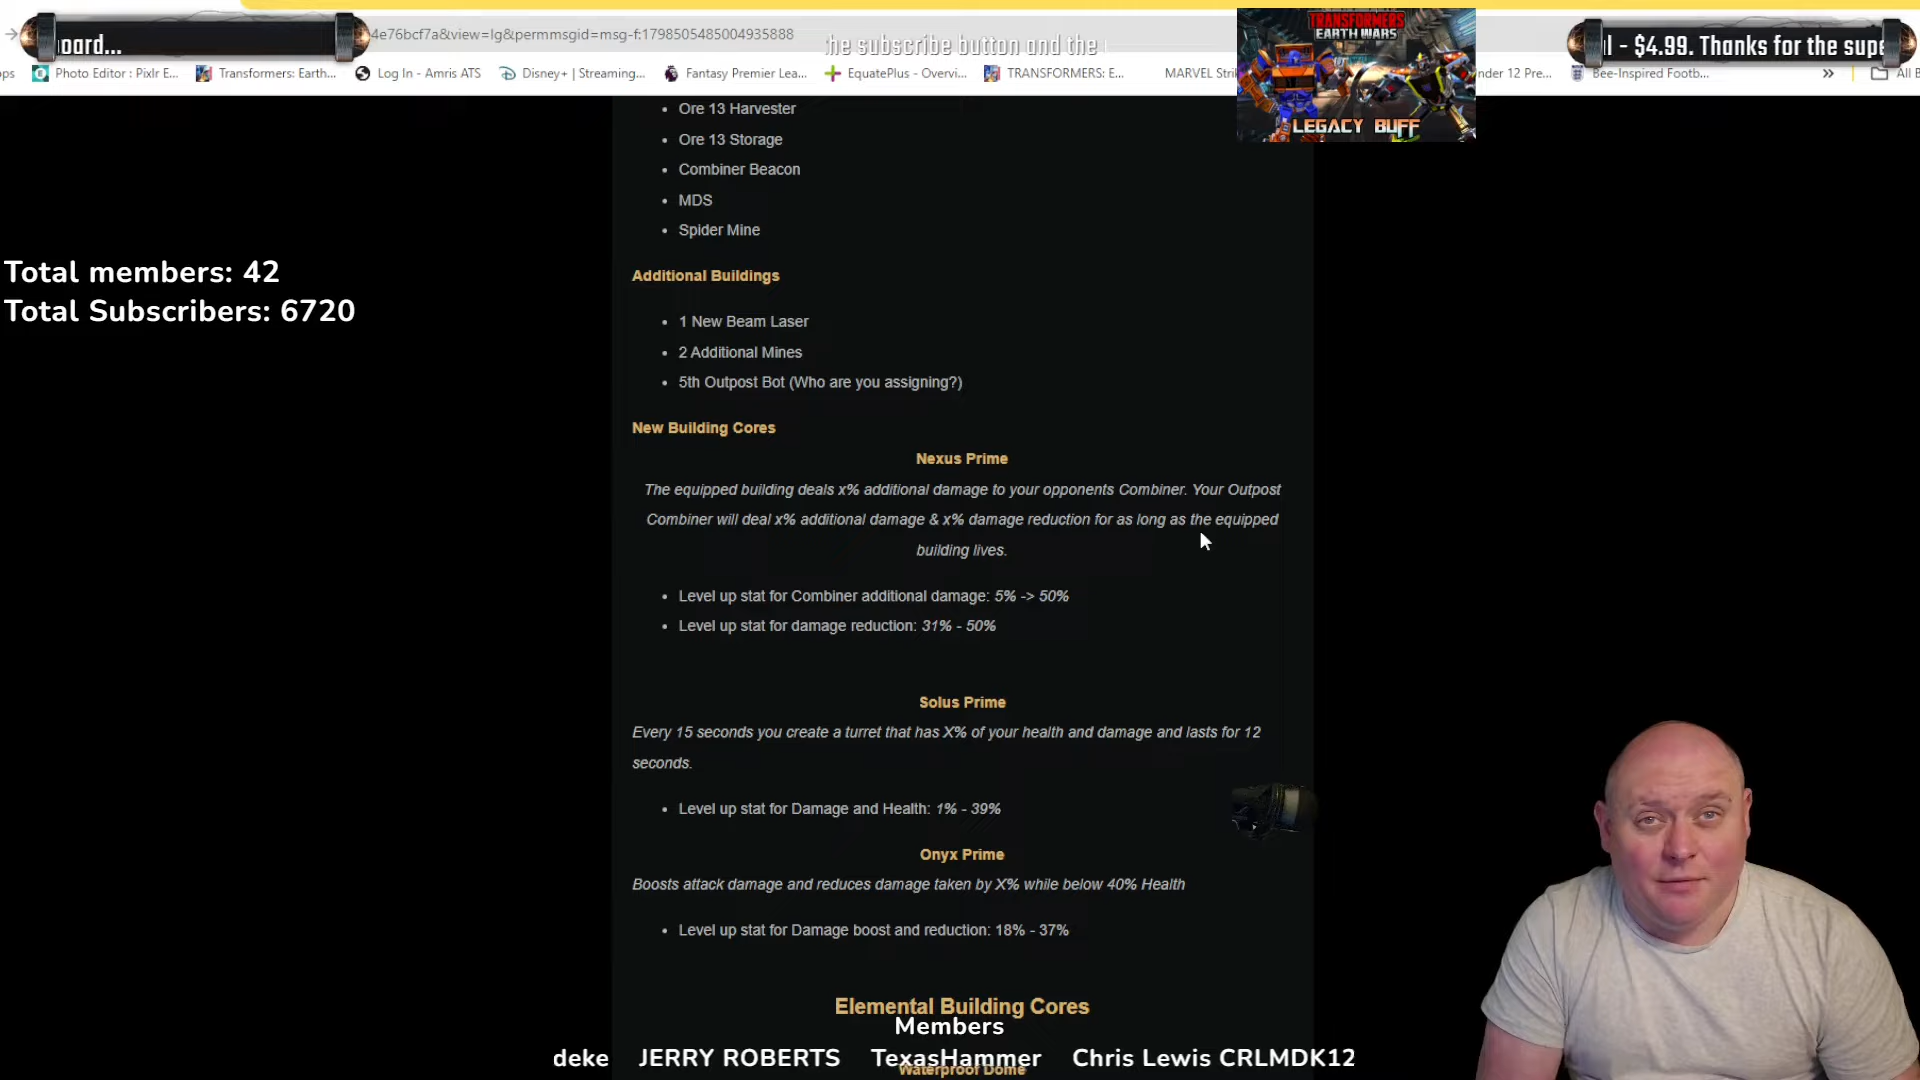 oard...
4e76bcf7a&view=lg&permmsgid=msg-f:1798505485004935888
he subscribe button and the
TRANSFORMERS
EARTH WARS
LEGACY BUFF
l - $4.99. Thanks for the supe
ps
Photo Editor : Pixlr E...
Transformers: Earth...
Log In - Amris ATS
Disney+ | Streaming...
Fantasy Premier Lea...
EquatePlus - Overvi...
TRANSFORMERS: E...
MARVEL Stri
nder 12 Pre...
Bee-Inspired Footb...
»
All B
Ore 13 Harvester
Ore 13 Storage
Combiner Beacon
MDS
Spider Mine
Total members: 42
Total Subscribers: 6720
Additional Buildings
1 New Beam Laser
2 Additional Mines
5th Outpost Bot (Who are you assigning?)
New Building Cores
Nexus Prime
The equipped building deals x% additional damage to your opponents Combiner. Your Outpost
Combiner will deal x% additional damage & x% damage reduction for as long as the equipped
building lives.
Level up stat for Combiner additional damage: 5% -> 50%
Level up stat for damage reduction: 31% - 50%
Solus Prime
Every 15 seconds you create a turret that has X% of your health and damage and lasts for 12
seconds.
Level up stat for Damage and Health: 1% - 39%
Onyx Prime
Boosts attack damage and reduces damage taken by X% while below 40% Health
Level up stat for Damage boost and reduction: 18% - 37%
Elemental Building Cores
Members
deke JERRY ROBERTS TexasHammer Chris Lewis CRLMDK12
Waterproof Dome